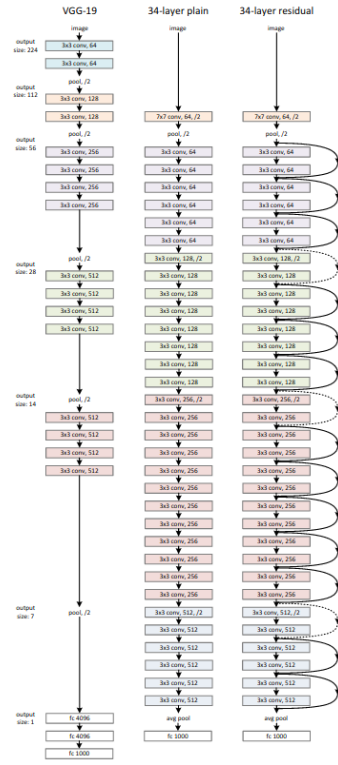 VGG-19
image
output
size: 224
3x3 conv, 64
3x3 conv, 64
output
size: 112
pool, /2
3x3 conv, 128
3x3 conv, 128
output
size: 56
pool, /2
3x3 conv, 256
3x3 conv, 256
3x3 conv, 256
3x3 conv, 256
output
size: 28
pool, /2
3x3 conv, 512
3x3 conv, 512
3x3 conv, 512
3x3 conv, 512
output
size: 14
pool, /2
3x3 conv, 512
3x3 conv, 512
3x3 conv, 512
3x3 conv, 512
output
size: 7
pool, /2
output
size: 1
fc 4096
fc 4096
fc 1000
34-layer plain
image
7x7 conv, 64, /2
pool, /2
3x3 conv, 64
3x3 conv, 64
3x3 conv, 64
3x3 conv, 64
3x3 conv, 64
3x3 conv, 64
3x3 conv, 128, /2
3x3 conv, 128
3x3 conv, 128
3x3 conv, 128
3x3 conv, 128
3x3 conv, 128
3x3 conv, 128
3x3 conv, 128
3x3 conv, 256, /2
3x3 conv, 256
3x3 conv, 256
3x3 conv, 256
3x3 conv, 256
3x3 conv, 256
3x3 conv, 256
3x3 conv, 256
3x3 conv, 256
3x3 conv, 256
3x3 conv, 256
3x3 conv, 256
3x3 conv, 512, /2
3x3 conv, 512
3x3 conv, 512
3x3 conv, 512
3x3 conv, 512
3x3 conv, 512
avg pool
fc 1000
34-layer residual
image
7x7 conv, 64, /2
pool, /2
3x3 conv, 64
3x3 conv, 64
3x3 conv, 64
3x3 conv, 64
3x3 conv, 64
3x3 conv, 64
3x3 conv, 128, /2
3x3 conv, 128
3x3 conv, 128
3x3 conv, 128
3x3 conv, 128
3x3 conv, 128
3x3 conv, 128
3x3 conv, 128
3x3 conv, 256, /2
3x3 conv, 256
3x3 conv, 256
3x3 conv, 256
3x3 conv, 256
3x3 conv, 256
3x3 conv, 256
3x3 conv, 256
3x3 conv, 256
3x3 conv, 256
3x3 conv, 256
3x3 conv, 256
3x3 conv, 512, /2
3x3 conv, 512
3x3 conv, 512
3x3 conv, 512
3x3 conv, 512
3x3 conv, 512
avg pool
fc 1000